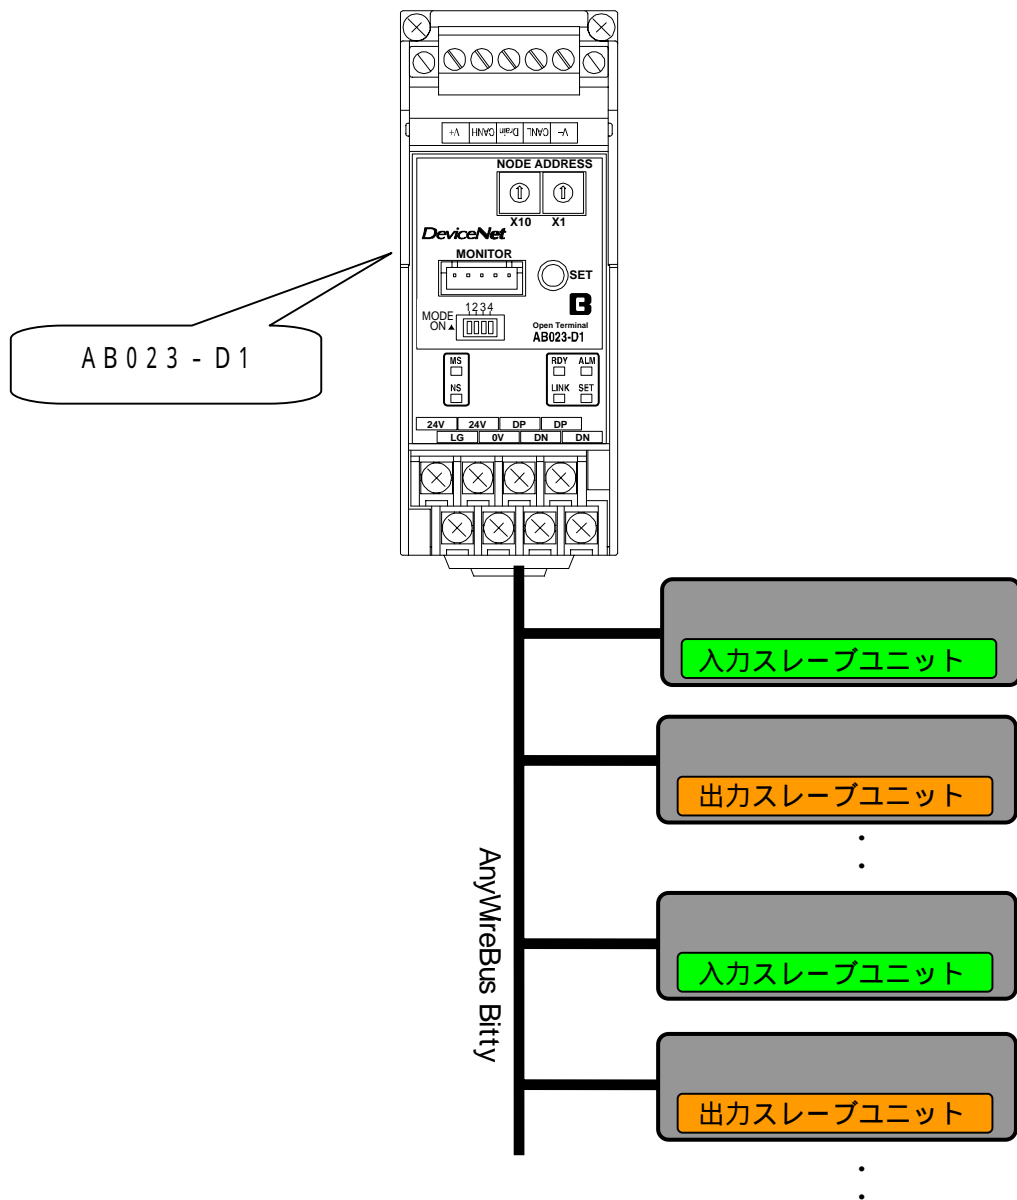 V+ CANH Drain CANL V-
NODE ADDRESS
X10 X1
DeviceNet
MONITOR
SET
1234
MODE
ON▲
B
Open Terminal
AB023-D1
AB023-D1
MS
RDY ALM
NS
LINK SET
24V 24V DP DP
LG 0V DN DN
入力スレーブユニット
出力スレーブユニット
・
・
AnyWireBus Bitty
入力スレーブユニット
出力スレーブユニット
・
・